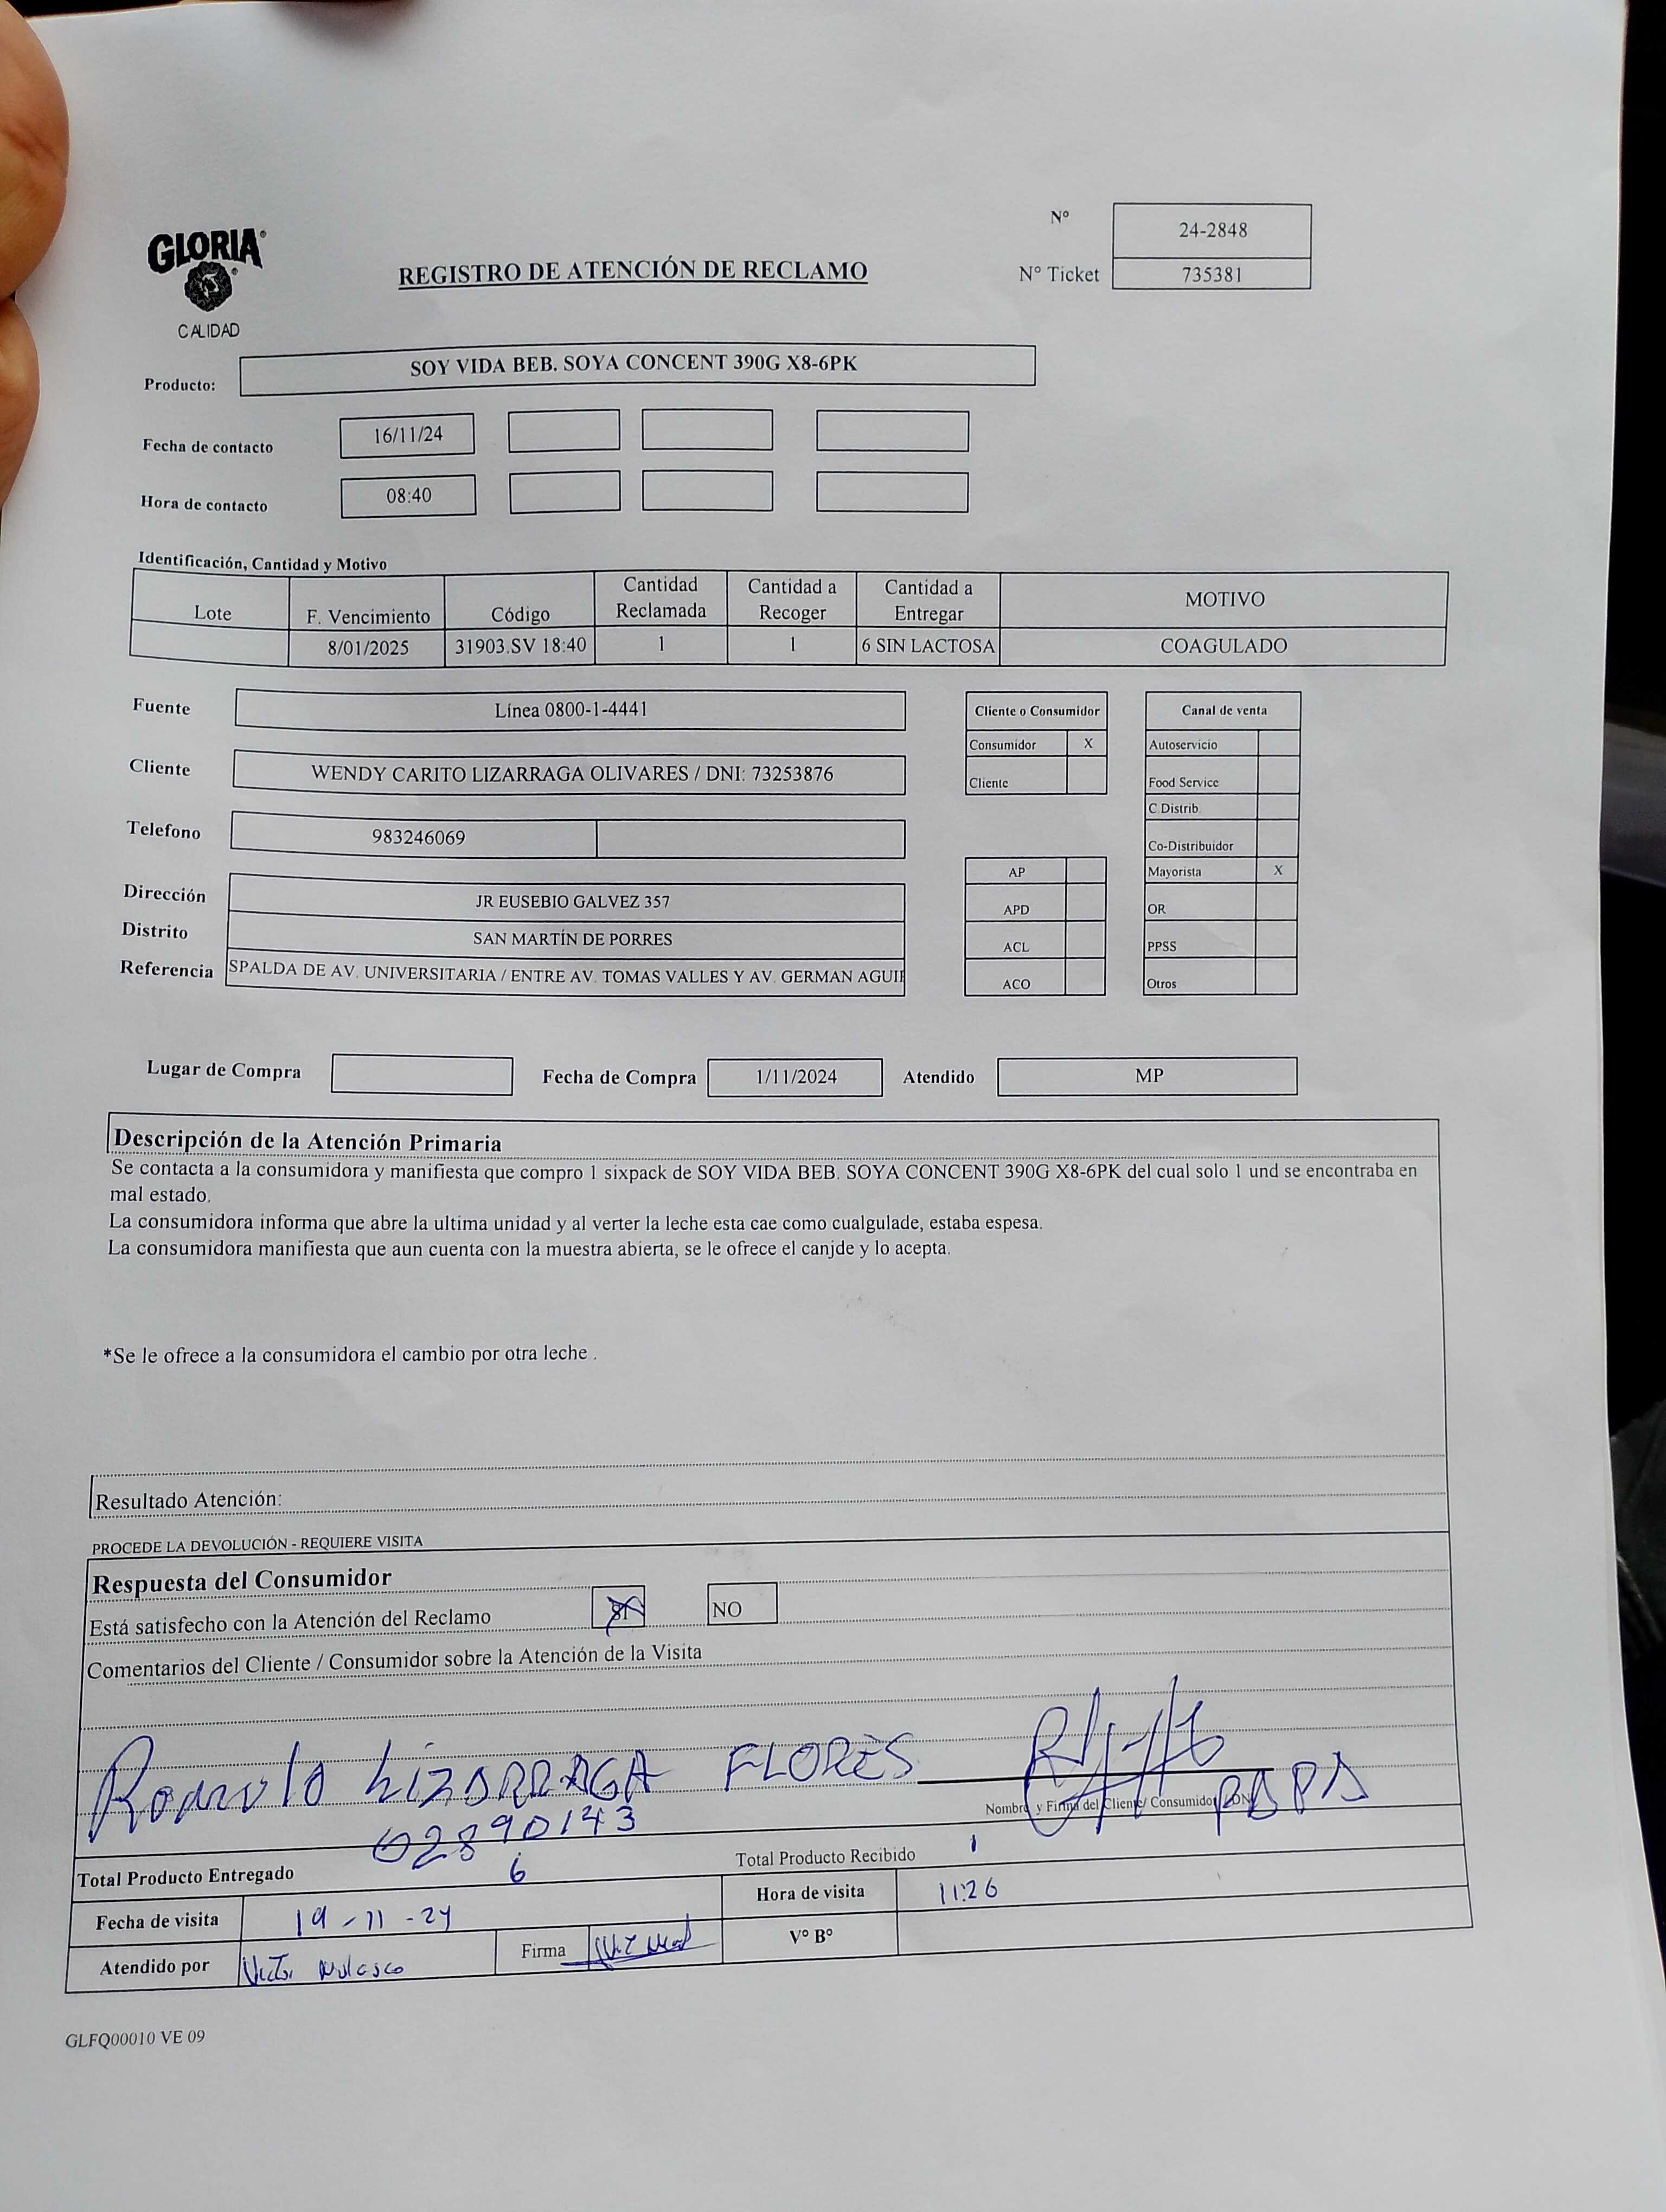 Nº 24-2848
GLORIA®
REGISTRO DE ATENCIÓN DE RECLAMO
N° Ticket 735381
CALIDAD
Producto: SOY VIDA BEB. SOYA CONCENT 390G X8-6PK
Fecha de contacto 16/11/24
Hora de contacto 08:40
Identificación, Cantidad y Motivo
Lote F. Vencimiento Código Cantidad Reclamada Cantidad a Recoger Cantidad a Entregar MOTIVO
8/01/2025 31903.SV 18:40 1 1 6 SIN LACTOSA COAGULADO
Fuente Línea 0800-1-4441
Cliente WENDY CARITO LIZARRAGA OLIVARES / DNI: 73253876
Telefono 983246069
Dirección JR EUSEBIO GALVEZ 357
Distrito SAN MARTÍN DE PORRES
Referencia SPALDA DE AV. UNIVERSITARIA / ENTRE AV. TOMAS VALLES Y AV. GERMAN AGUI
Cliente o Consumidor
Consumidor X
Cliente
AP
APD
ACL
ACO
Canal de venta
Autoservicio
Food Service
C.Distrib.
Co-Distribuidor
Mayorista X
OR
PPSS
Otros
Lugar de Compra Fecha de Compra 1/11/2024 Atendido MP
Descripción de la Atención Primaria
Se contacta a la consumidora y manifiesta que compro 1 sixpack de SOY VIDA BEB. SOYA CONCENT 390G X8-6PK del cual solo 1 und se encontraba en
mal estado.
La consumidora informa que abre la ultima unidad y al verter la leche esta cae como cualgulade, estaba espesa.
La consumidora manifiesta que aun cuenta con la muestra abierta, se le ofrece el canjde y lo acepta.
*Se le ofrece a la consumidora el cambio por otra leche .
Resultado Atención:
PROCEDE LA DEVOLUCIÓN - REQUIERE VISITA
Respuesta del Consumidor
Está satisfecho con la Atención del Reclamo SI NO
Comentarios del Cliente / Consumidor sobre la Atención de la Visita
LIZARRAGA FLORES
Nombre y Firma del Cliente/ Consumidor DNI
PAPA
02890143
Total Producto Entregado 6 Total Producto Recibido 1
Fecha de visita 19-11-24 Hora de visita 11:26
Atendido por Victor Nolasco Firma V° B°
GLFQ00010 VE 09